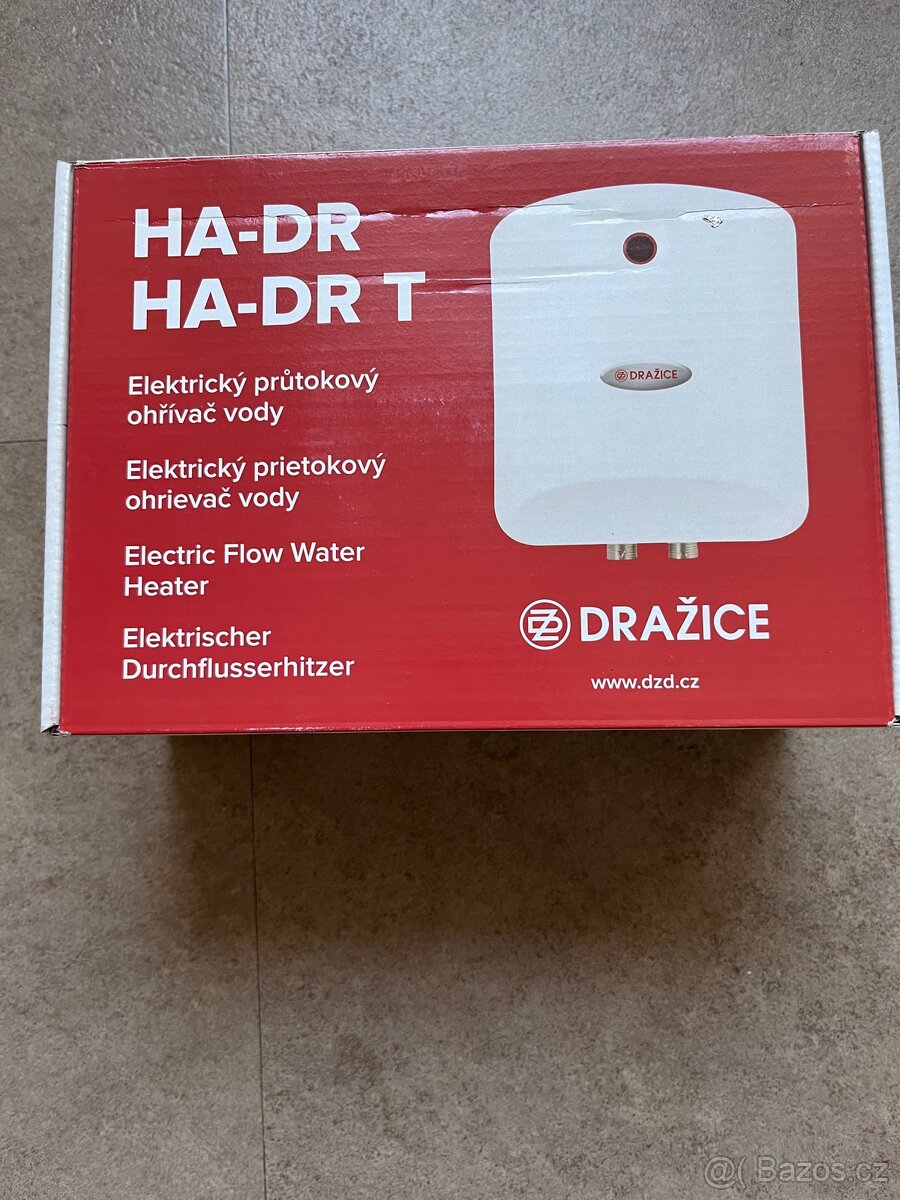 HA-DR
HA-DR T
Elektrický průtokový
ohřívač vody
Elektrický prietokový
ohrievač vody
Electric Flow Water
Heater
Elektrischer
Durchflusserhitzer
DRAŽICE
DRAŽICE
www.dzd.cz
@( Bazos.cz